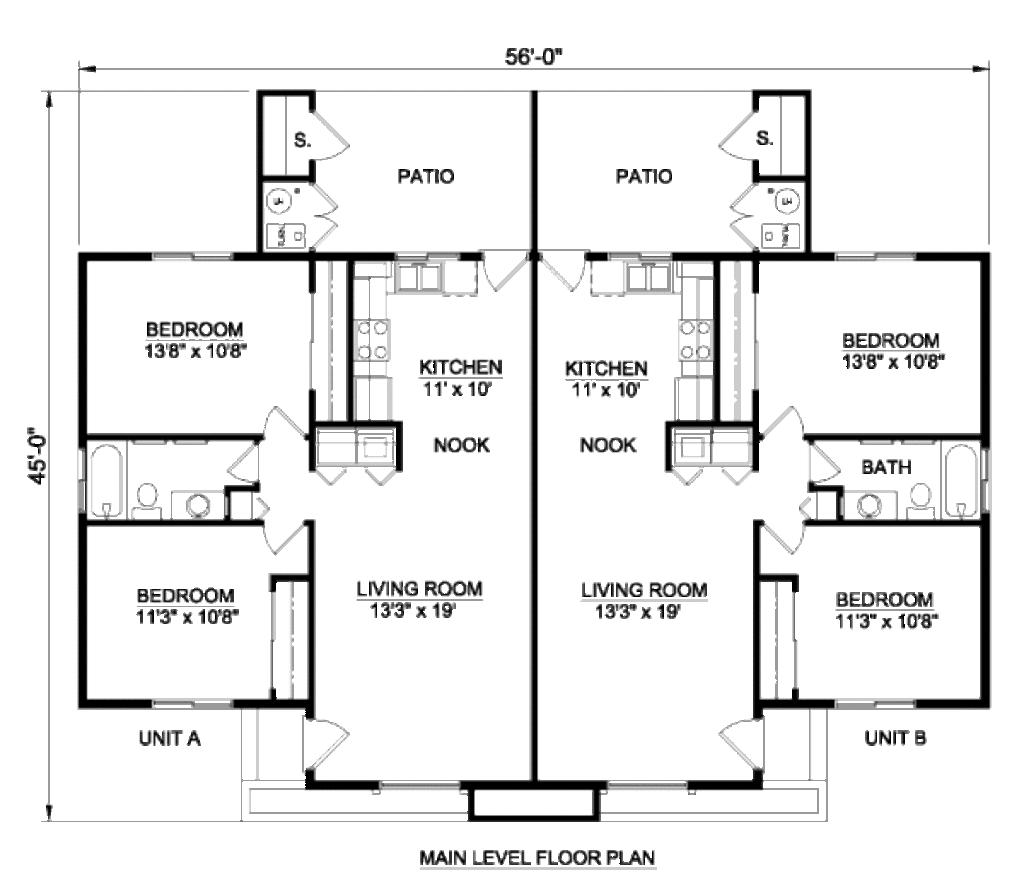 56'-0"
S.
S.
PATIO
PATIO
BEDROOM
13'8" x 10'8"
BEDROOM
13'8" x 10'8"
KITCHEN
11' x 10'
KITCHEN
11' x 10'
45'-0"
NOOK
NOOK
BATH
LIVING ROOM
13'3" x 19'
LIVING ROOM
13'3" x 19'
BEDROOM
11'3" x 10'8"
BEDROOM
11'3" x 10'8"
UNIT A
UNIT B
MAIN LEVEL FLOOR PLAN